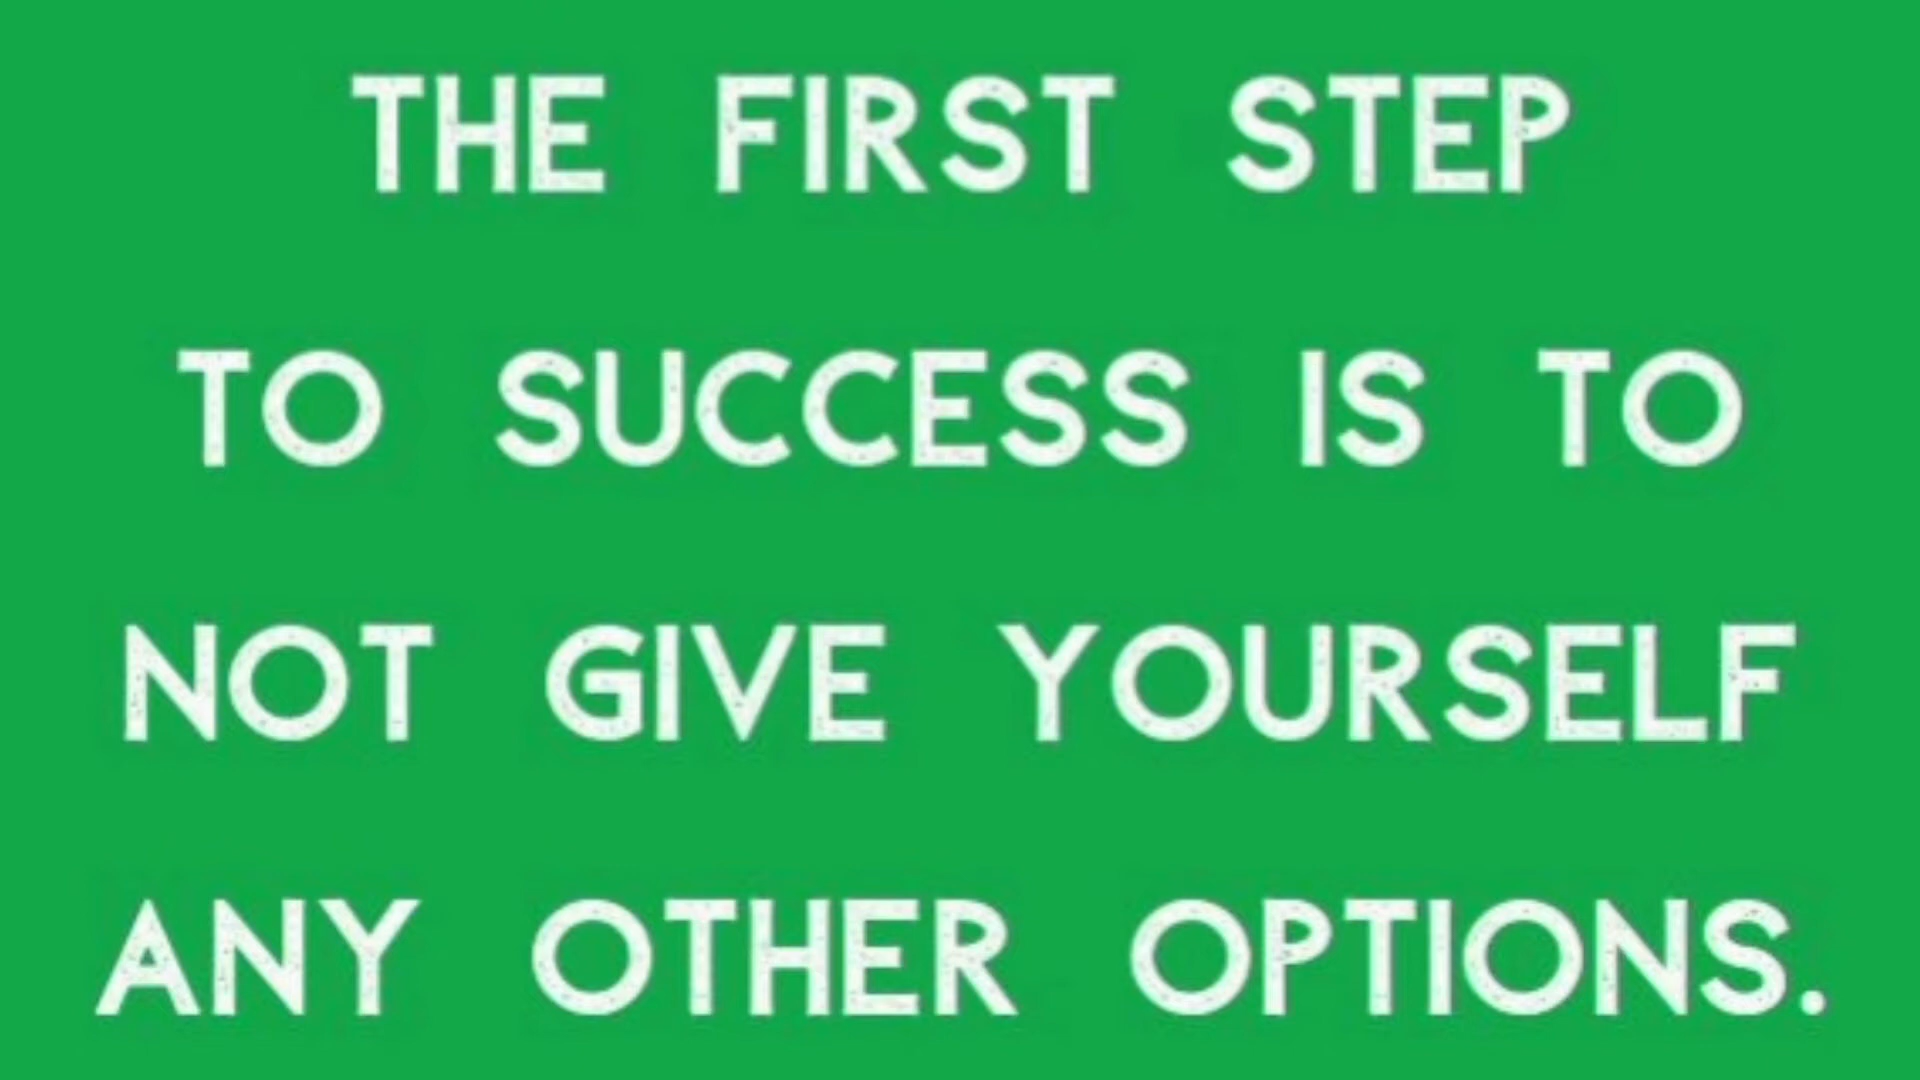 THE FIRST STEP
TO SUCCESS IS TO
NOT GIVE YOURSELF
ANY OTHER OPTIONS.